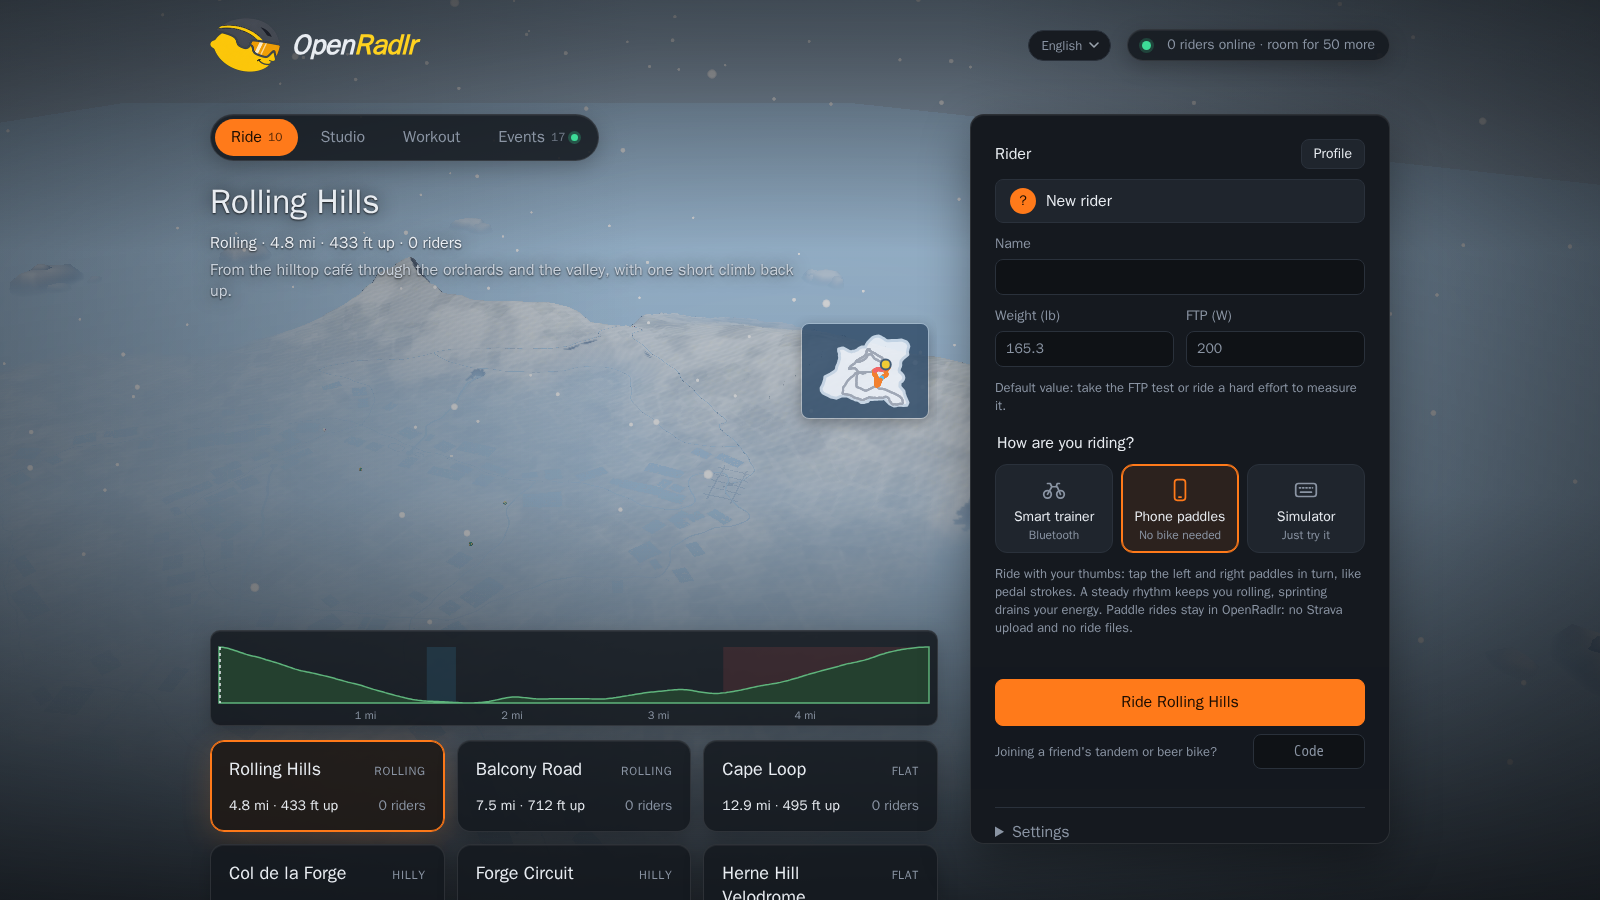 OpenRadlr
English
0 riders online · room for 50 more
Ride 10
Studio
Workout
Events 17
Rolling Hills
Rolling · 4.8 mi · 433 ft up · 0 riders
From the hilltop café through the orchards and the valley, with one short climb back
up.
1 mi
2 mi
3 mi
4 mi
Rolling Hills
ROLLING
4.8 mi · 433 ft up
0 riders
Balcony Road
ROLLING
7.5 mi · 712 ft up
0 riders
Cape Loop
FLAT
12.9 mi · 495 ft up
0 riders
Col de la Forge
HILLY
Forge Circuit
HILLY
Herne Hill
Velodrome
FLAT
Rider
Profile
?
New rider
Name
Weight (lb)
FTP (W)
165.3
200
Default value: take the FTP test or ride a hard effort to measure
it.
How are you riding?
Smart trainer
Bluetooth
Phone paddles
No bike needed
Simulator
Just try it
Ride with your thumbs: tap the left and right paddles in turn, like
pedal strokes. A steady rhythm keeps you rolling, sprinting
drains your energy. Paddle rides stay in OpenRadlr: no Strava
upload and no ride files.
Ride Rolling Hills
Joining a friend's tandem or beer bike?
Code
Settings